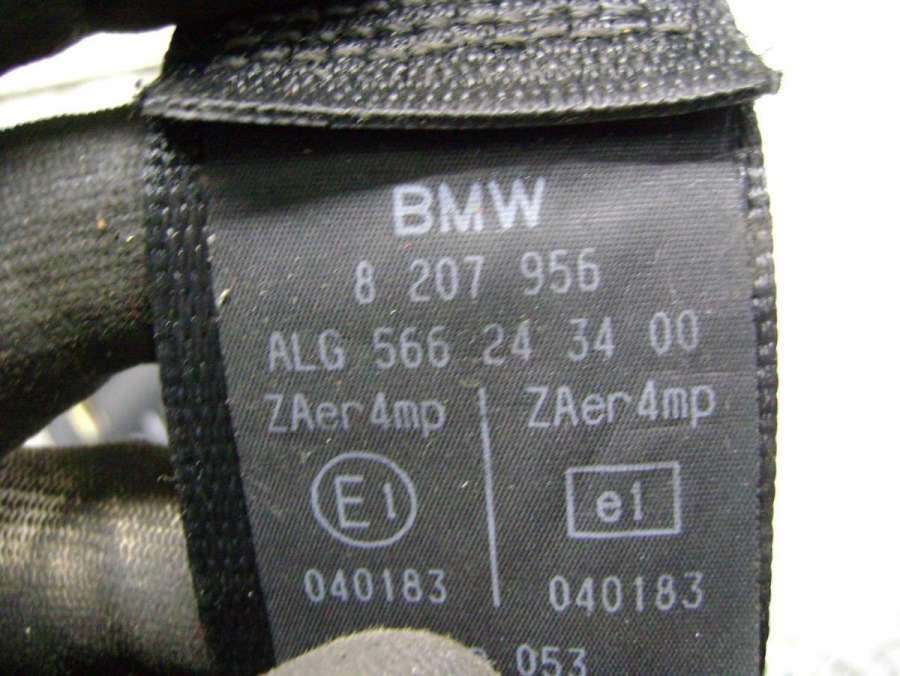 BMW
8 207 956
ALG 566 24 34 00
ZAer4mp ZAer4mp
E1 e1
040183 040183
053